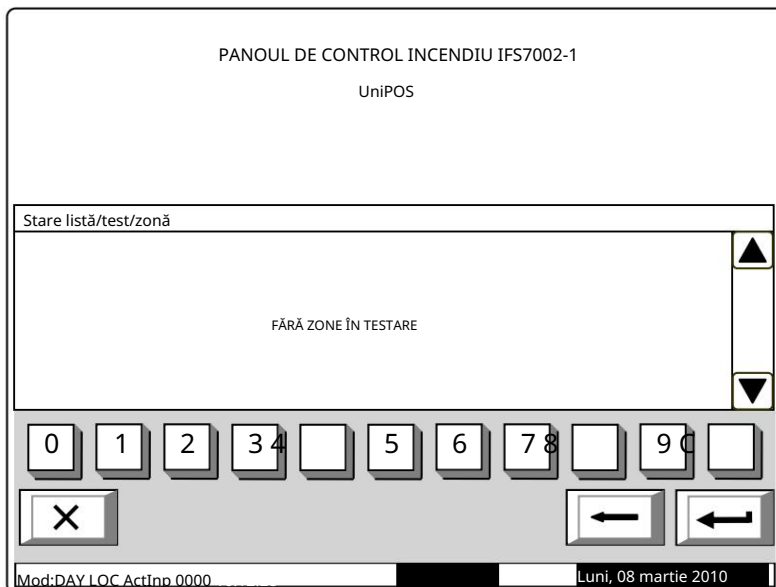 PANOUL DE CONTROL INCENDIU IFS7002-1
UniPOS
Stare listă/test/zonă
FĂRĂ ZONE ÎN TESTARE
0 1 2 3 4 5 6 7 8 9 C
Mod:DAY LOC ActInp 0000
Luni, 08 martie 2010